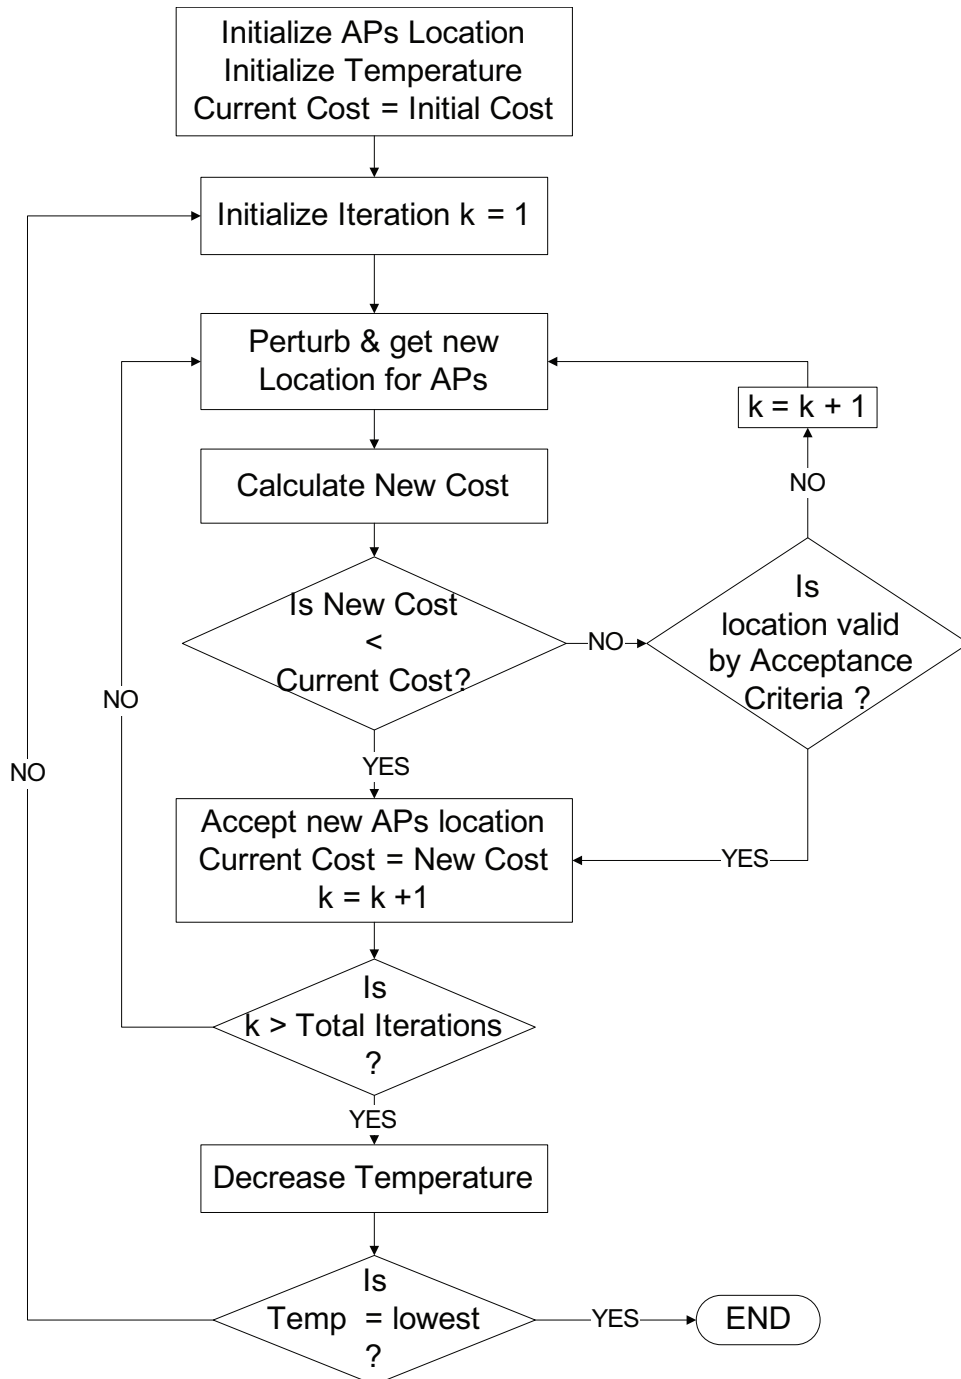 Initialize APs Location
Initialize Temperature
Current Cost = Initial Cost
Initialize Iteration k = 1
Perturb & get new
Location for APs
k = k + 1
Calculate New Cost
NO
Is New Cost
<
Current Cost?
NO
Is
location valid
by Acceptance
Criteria ?
NO
YES
NO
Accept new APs location
Current Cost = New Cost
k = k +1
YES
Is
k > Total Iterations
?
YES
Decrease Temperature
Is
Temp = lowest
?
YES
END